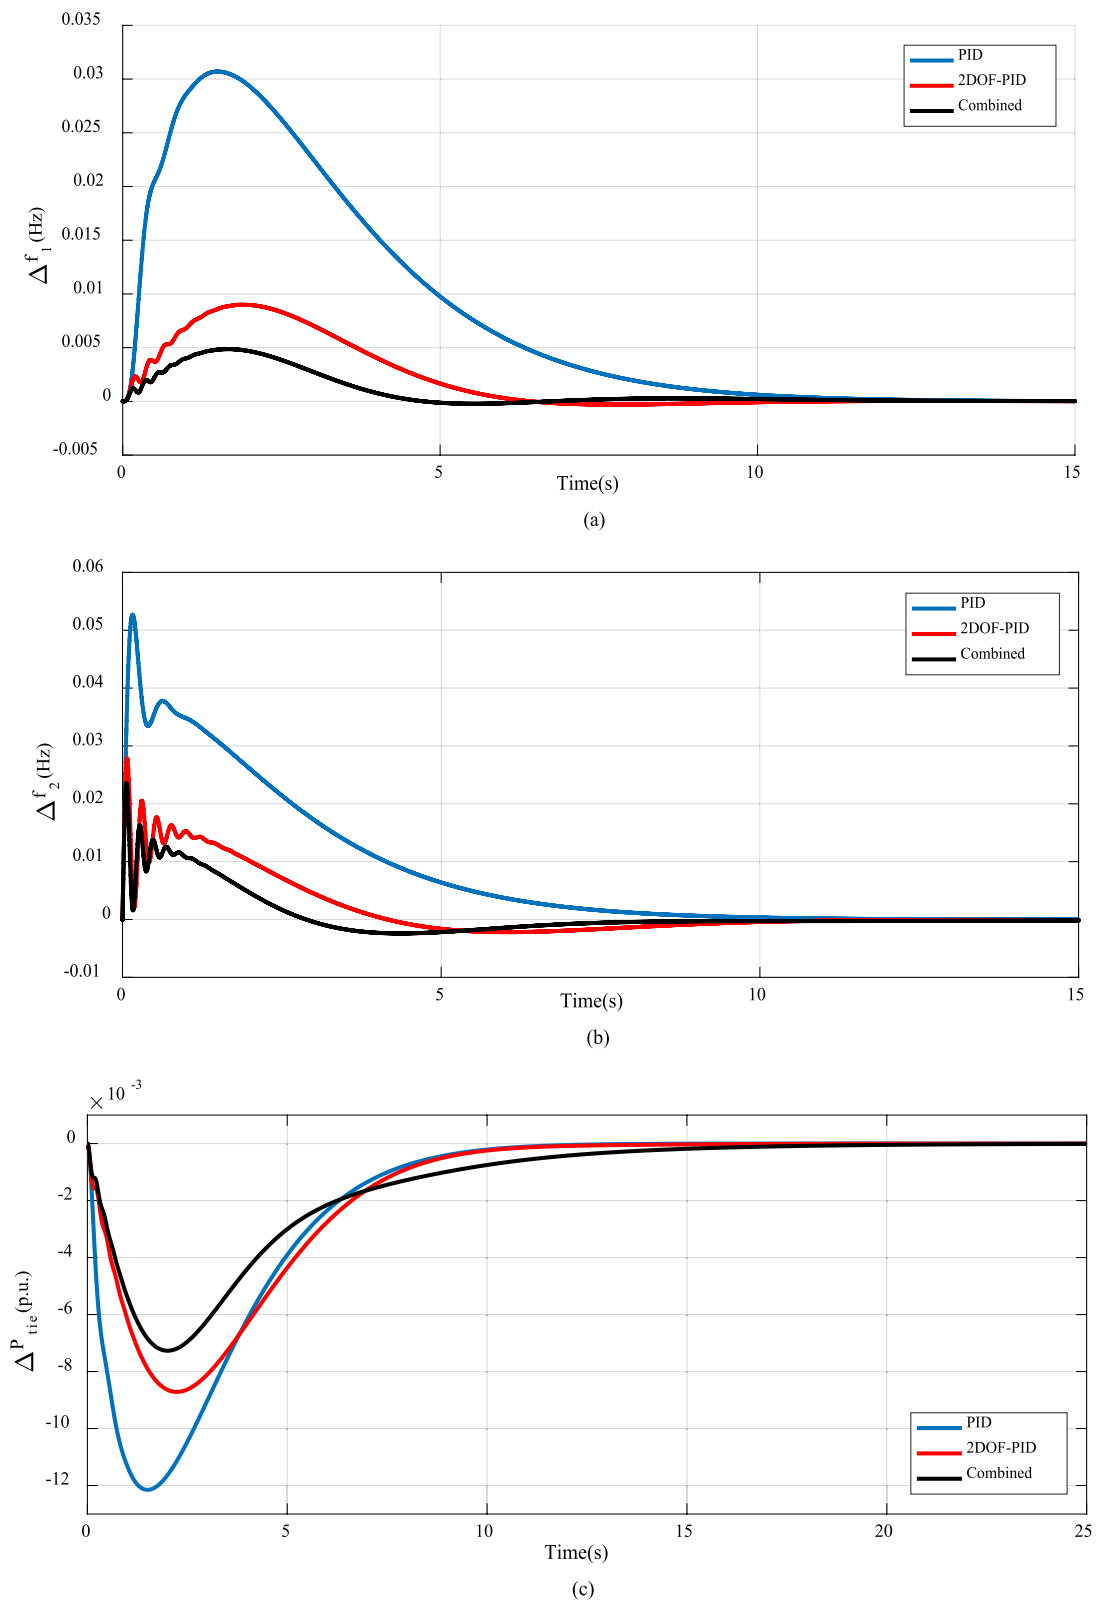 0.035
0.03
0.025
0.02
0.015
0.01
0.005
0
-0.005
Δf1(Hz)
PID
2DOF-PID
Combined
0 5 10 15
Time(s)
(a)
0.06
0.05
0.04
0.03
0.02
0.01
0
-0.01
Δf2(Hz)
PID
2DOF-PID
Combined
0 5 10 15
Time(s)
(b)
×10 -3
0
-2
-4
-6
-8
-10
-12
ΔPtie(p.u.)
PID
2DOF-PID
Combined
0 5 10 15 20 25
Time(s)
(c)